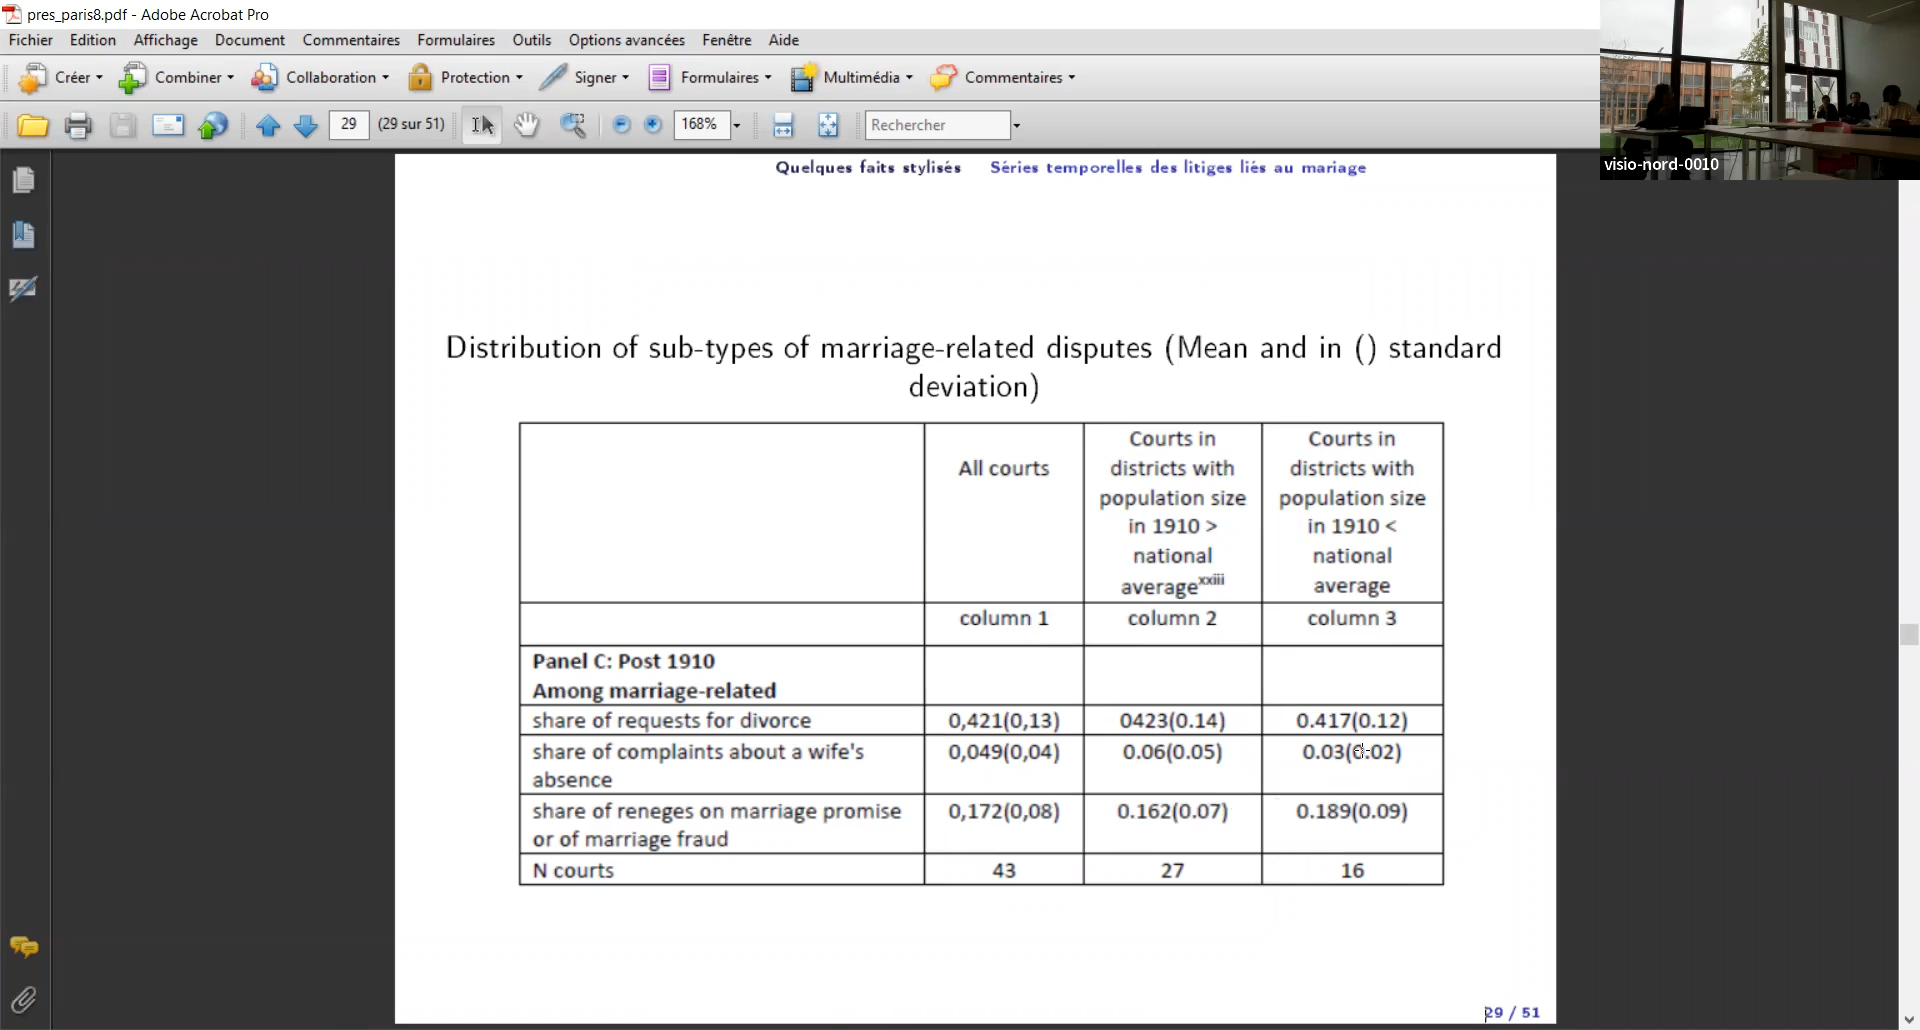 pres_paris8.pdf - Adobe Acrobat Pro
Fichier Edition Affichage Document Commentaires Formulaires Outils Options avancées Fenêtre Aide
Créer Combiner Collaboration Protection Signer Formulaires Multimédia Commentaires
29 (29 sur 51) 168% Rechercher
visio-nord-0010
Quelques faits stylisés Séries temporelles des litiges liés au mariage
Distribution of sub-types of marriage-related disputes (Mean and in () standard
deviation)
All courts
Courts in
districts with
population size
in 1910 >
national
averagexxiii
Courts in
districts with
population size
in 1910 <
national
average
column 1 column 2 column 3
Panel C: Post 1910
Among marriage-related
share of requests for divorce 0,421(0,13) 0423(0.14) 0.417(0.12)
share of complaints about a wife's 0,049(0,04) 0.06(0.05) 0.03(0.02)
absence
share of reneges on marriage promise 0,172(0,08) 0.162(0.07) 0.189(0.09)
or of marriage fraud
N courts 43 27 16
29 / 51